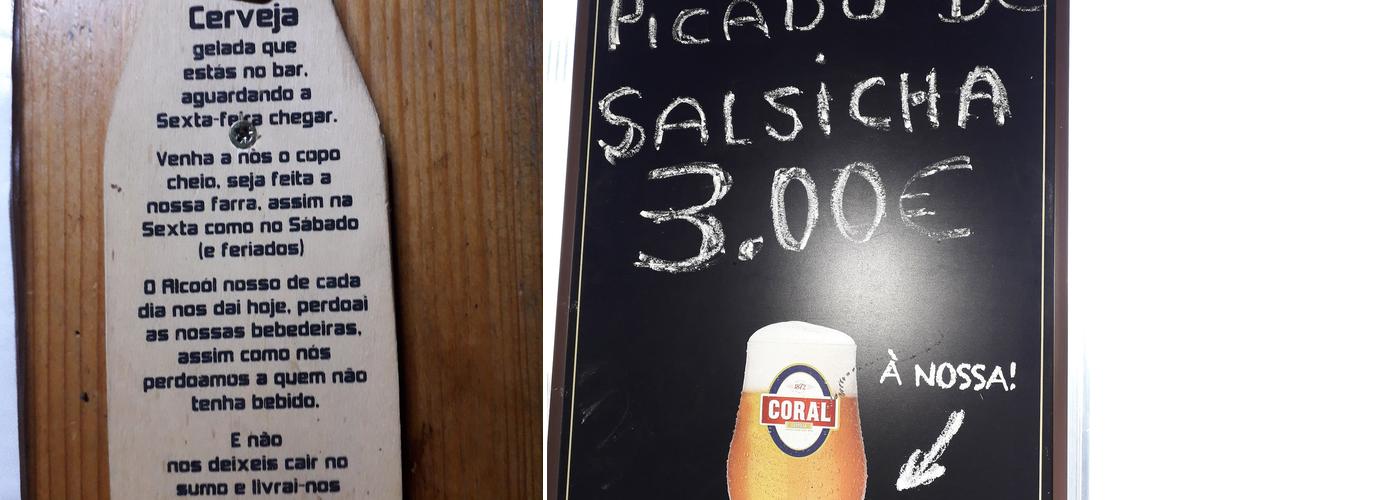 Cerveja
gelada que
estás no bar,
aguardando a
Sexta-feira chegar.
Venha a nós o copo
cheio, seja feita a
nossa farra, assim na
Sexta como no Sábado
(e feriados)
O Alcoól nosso de cada
dia nos dai hoje, perdoai
as nossas bebedeiras,
assim como nós
perdoamos a quem não
tenha bebido.
E não
nos deixeis cair no
sumo e livrai-nos
PICADO DE
SALSiCHA
3.00€
À NOSSA!
1872
CORAL